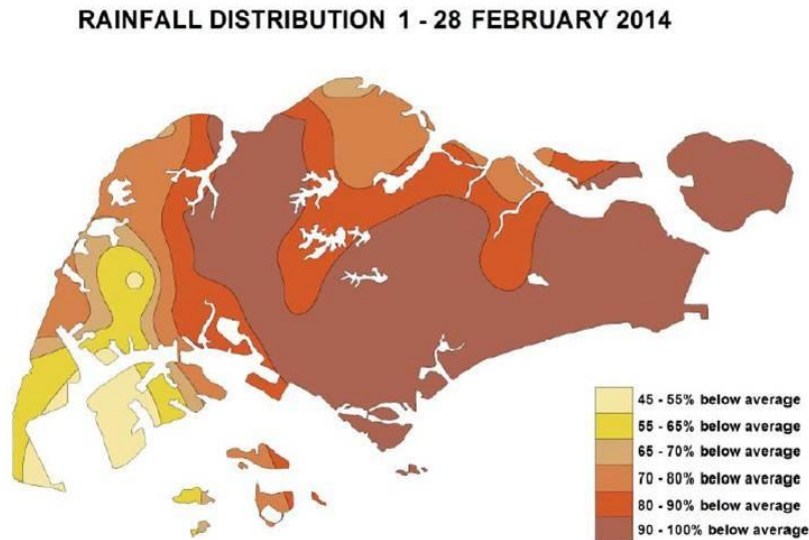 RAINFALL DISTRIBUTION 1 - 28 FEBRUARY 2014
45 - 55% below average
55 - 65% below average
65 - 70% below average
70 - 80% below average
80 - 90% below average
90 - 100% below average